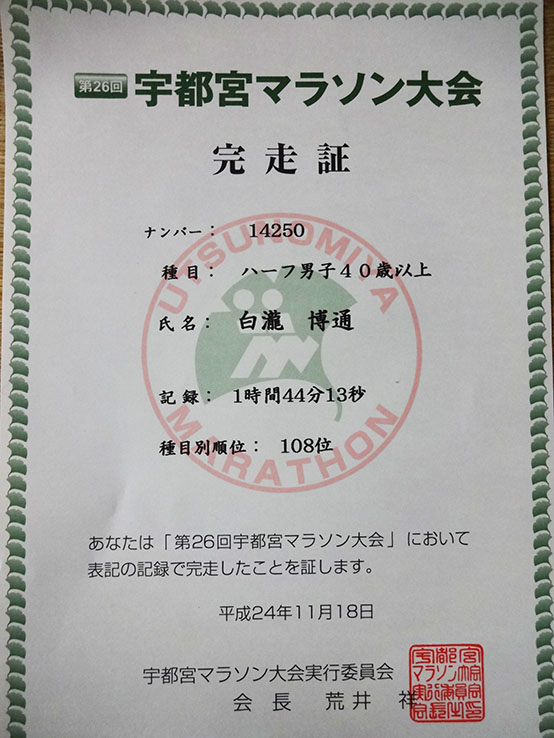 第26回 宇都宮マラソン大会
完走証
ナンバー： 14250
種目： ハーフ男子４０歳以上
氏名： 白瀧 博通
記録： 1時間44分13秒
種目別順位： 108位
UTSUNOMIYA
MARATHON
あなたは「第26回宇都宮マラソン大会」において
表記の記録で完走したことを証します。
平成24年11月18日
宇都宮マラソン大会実行委員会
会長 荒井 祥